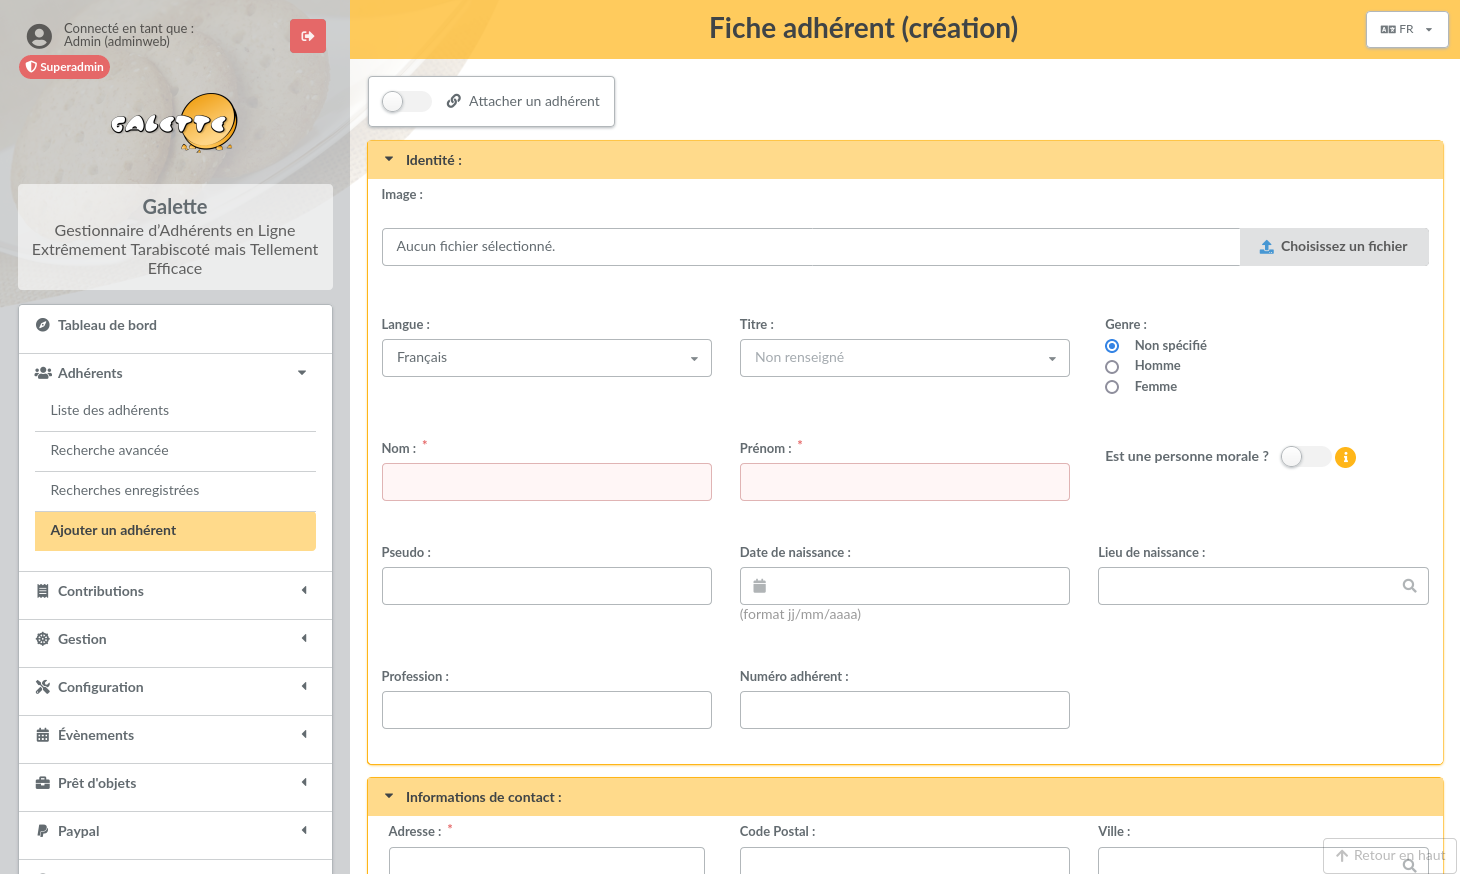 Connecté en tant que :
Admin (adminweb)
Superadmin
GALETTE
Galette
Gestionnaire d'Adhérents en Ligne
Extrêmement Tarabiscoté mais Tellement
Efficace
Tableau de bord
Adhérents
Liste des adhérents
Recherche avancée
Recherches enregistrées
Ajouter un adhérent
Contributions
Gestion
Configuration
Évènements
Prêt d'objets
Paypal
Fiche adhérent (création)
FR
Attacher un adhérent
Identité :
Image :
Aucun fichier sélectionné.
Choisissez un fichier
Langue :
Français
Titre :
Non renseigné
Genre :
Non spécifié
Homme
Femme
Nom : *
Prénom : *
Est une personne morale ?
Pseudo :
Date de naissance :
(format jj/mm/aaaa)
Lieu de naissance :
Profession :
Numéro adhérent :
Informations de contact :
Adresse : *
Code Postal :
Ville :
Retour en haut